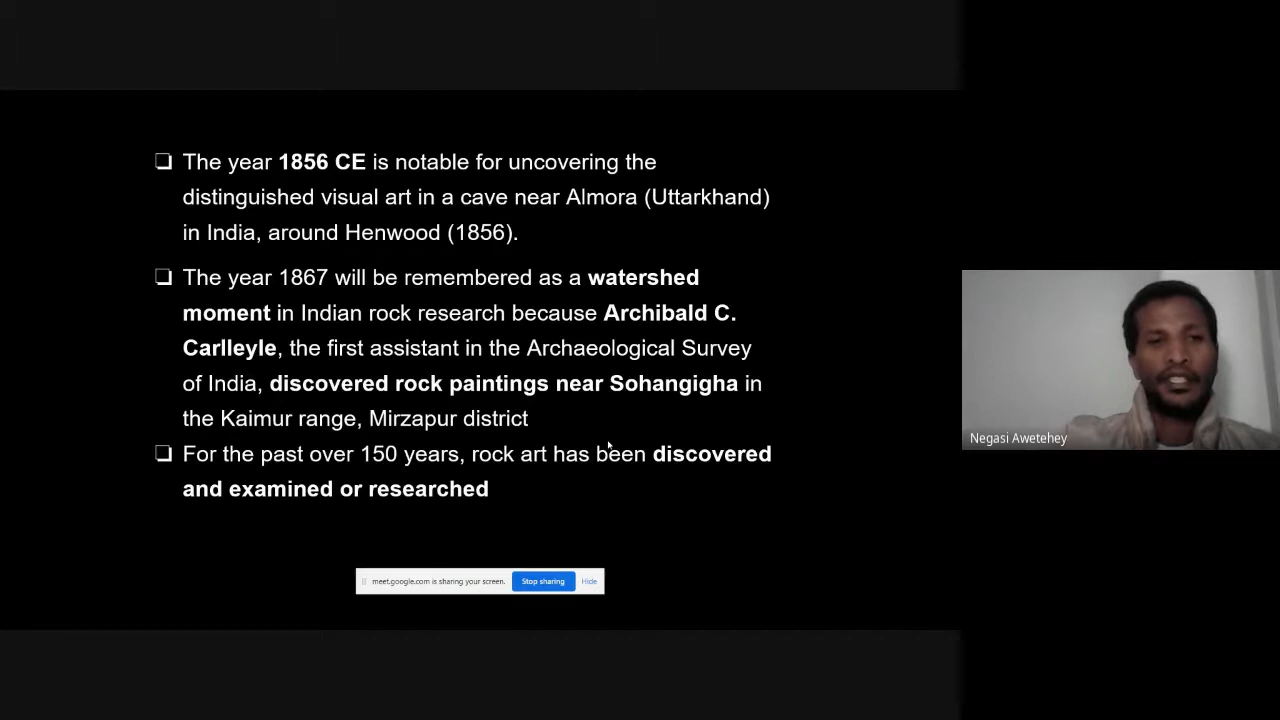 The year 1856 CE is notable for uncovering the
distinguished visual art in a cave near Almora (Uttarkhand)
in India, around Henwood (1856).
The year 1867 will be remembered as a watershed
moment in Indian rock research because Archibald C.
Carlleyle, the first assistant in the Archaeological Survey
of India, discovered rock paintings near Sohangigha in
the Kaimur range, Mirzapur district
For the past over 150 years, rock art has been discovered
and examined or researched
meet.google.com is sharing your screen. Stop sharing Hide
Negasi Awetehey